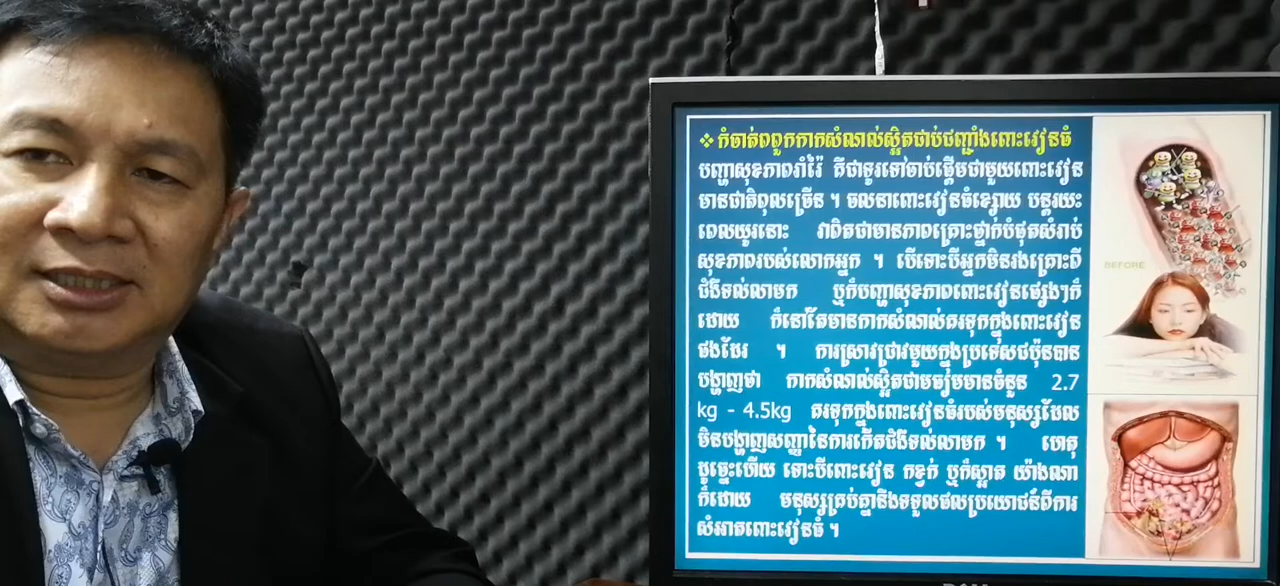 ❖កំចាត់ពពួកកាកសំណល់ស្អិតជាប់ជញ្ជាំងពោះវៀនធំ
បញ្ហាសុខភាពរ៉ាំរ៉ៃ គឺជាទូទៅចាប់ផ្តើមជាមួយពោះវៀន
មានជាតិពុលច្រើន ។ ចលនាពោះវៀនធំខ្សោយ បន្តរយះ
ពេលយូរនោះ វាពិតជាមានភាពគ្រោះថ្នាក់បំផុតសំរាប់
សុខភាពរបស់លោកអ្នក ។ បើទោះបីអ្នកមិនរងគ្រោះពី
ជំងឺទល់លាមក ឬក៏បញ្ហាសុខភាពពោះវៀនផ្សេងៗក៏
ដោយ ក៏នៅតែមានកាកសំណល់គរទុកក្នុងពោះវៀន
ផងដែរ ។ ការស្រាវជ្រាវមួយក្នុងប្រទេសជប៉ុនបាន
បង្ហាញថា កាកសំណល់ស្អិតជាមធ្យមមានចំនួន 2.7
kg - 4.5kg គរទុកក្នុងពោះវៀនធំរបស់មនុស្សដែល
មិនបង្ហាញសញ្ញានៃការកើតជំងឺទល់លាមក ។ ហេតុ
ដូច្នេះហើយ ទោះបីពោះវៀន កខ្វក់ ឬក៏ស្អាត យ៉ាងណា
ក៏ដោយ មនុស្សគ្រប់គ្នានិងទទួលផលប្រយោជន៍ពីការ
សំអាតពោះវៀនធំ ។
BEFORE